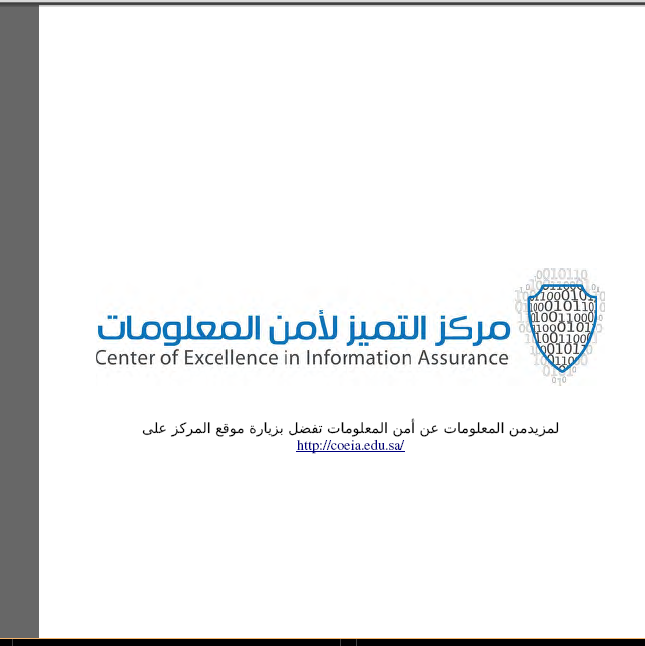 مركز التميز لأمن المعلومات
Center of Excellence in Information Assurance
لمزيدمن المعلومات عن أمن المعلومات تفضل بزيارة موقع المركز على
http://coeia.edu.sa/